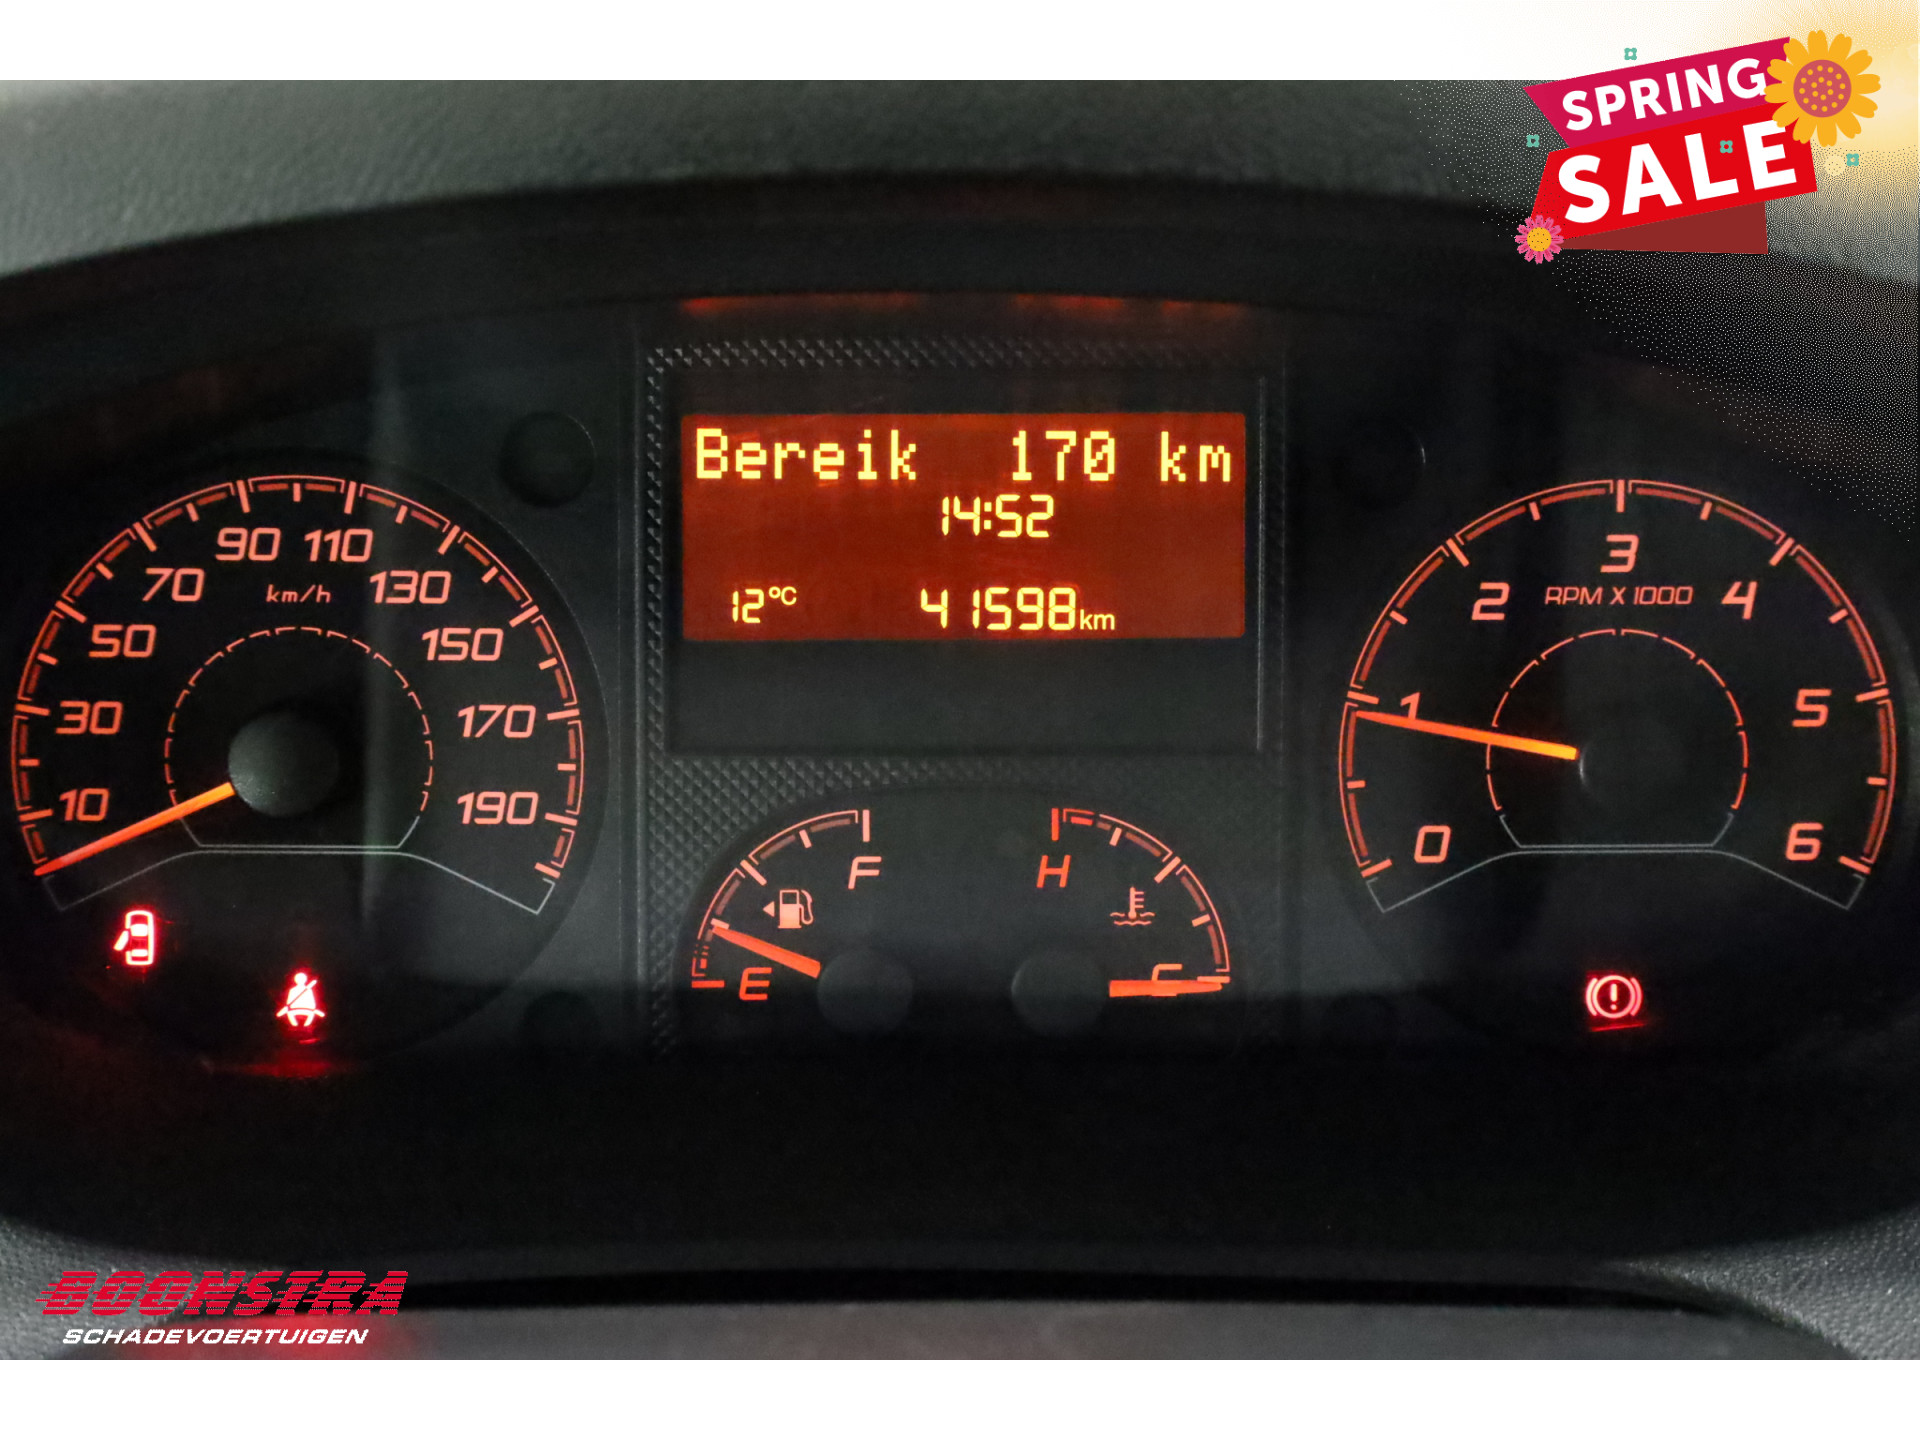 SPRING
SALE
Bereik 170 km
14:52
12°C 41598km
10
30
50
70
90
110
130
150
170
190
km/h
0
1
2
3
4
5
6
RPM X 1000
F
E
H
C
BOONSTRA
SCHADEVOERTUIGEN